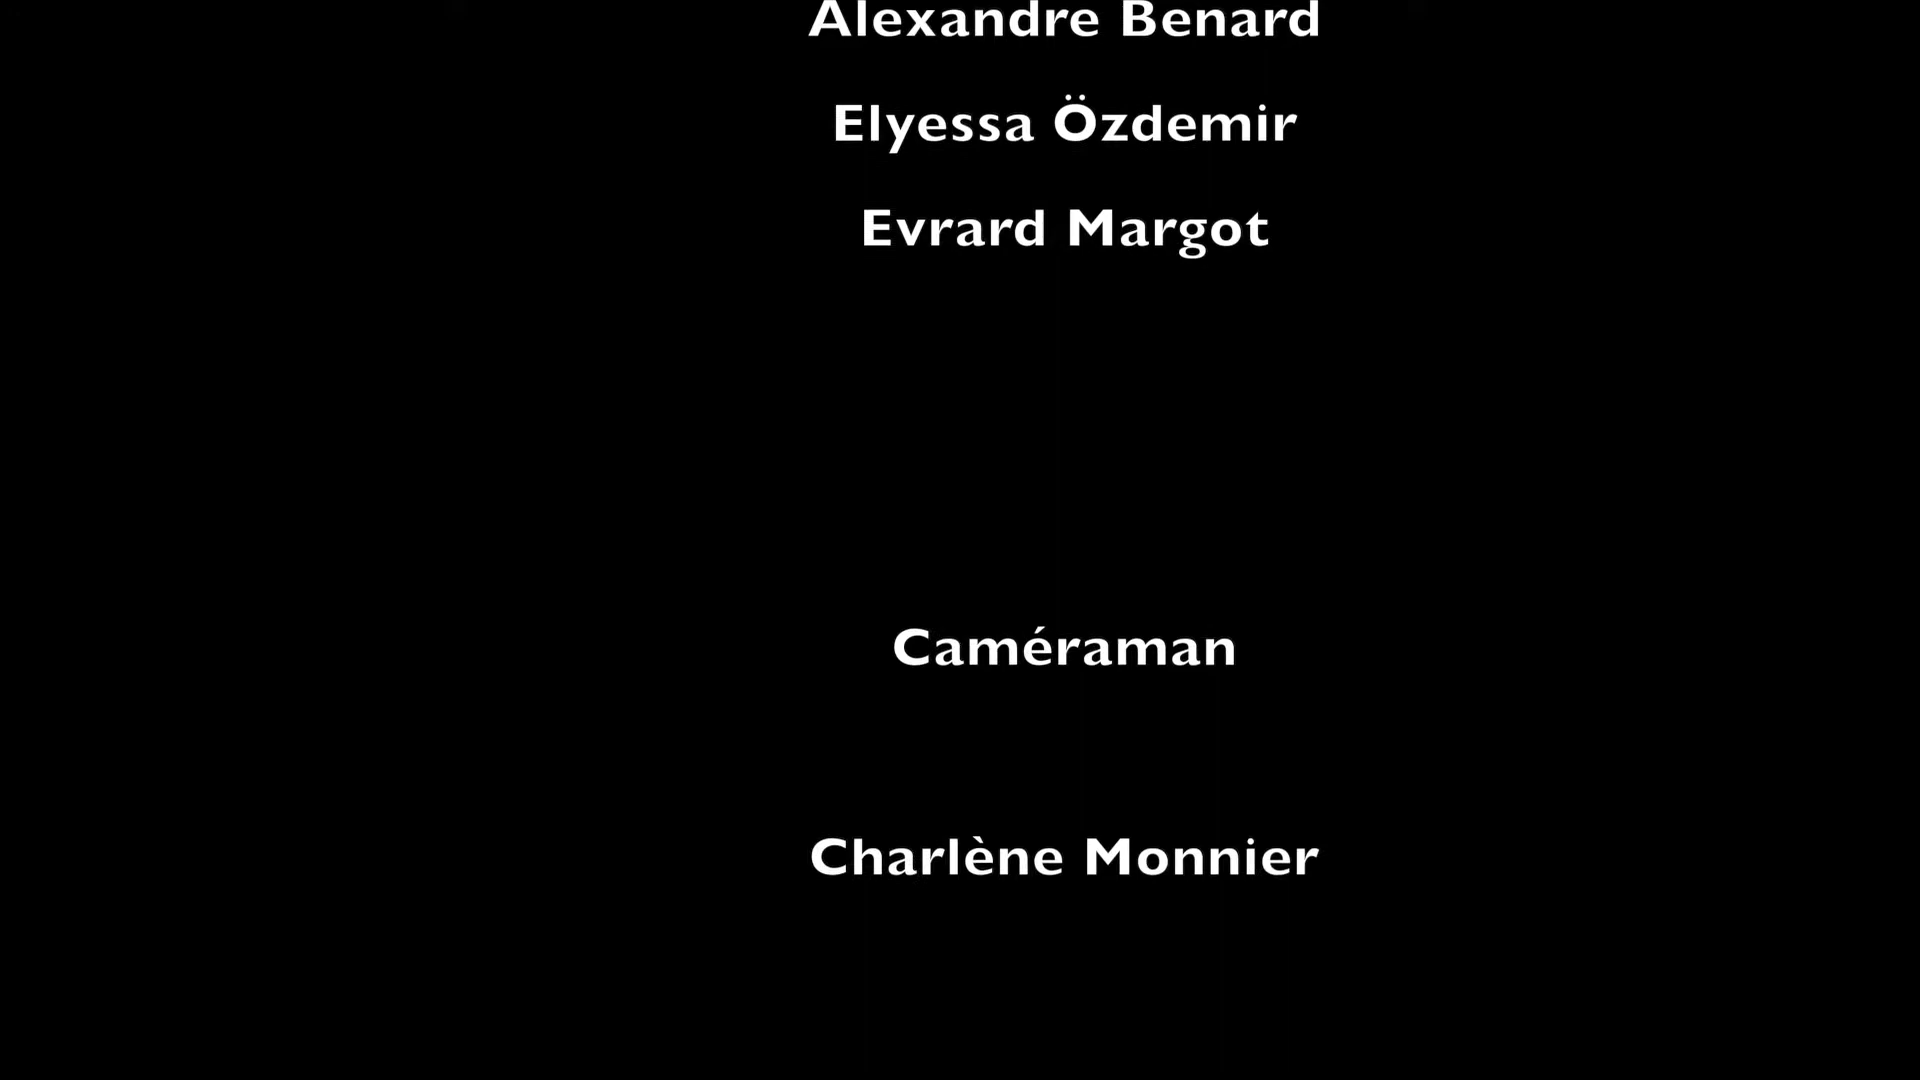 Alexandre Benard
Elyessa Özdemir
Evrard Margot
Caméraman
Charlène Monnier